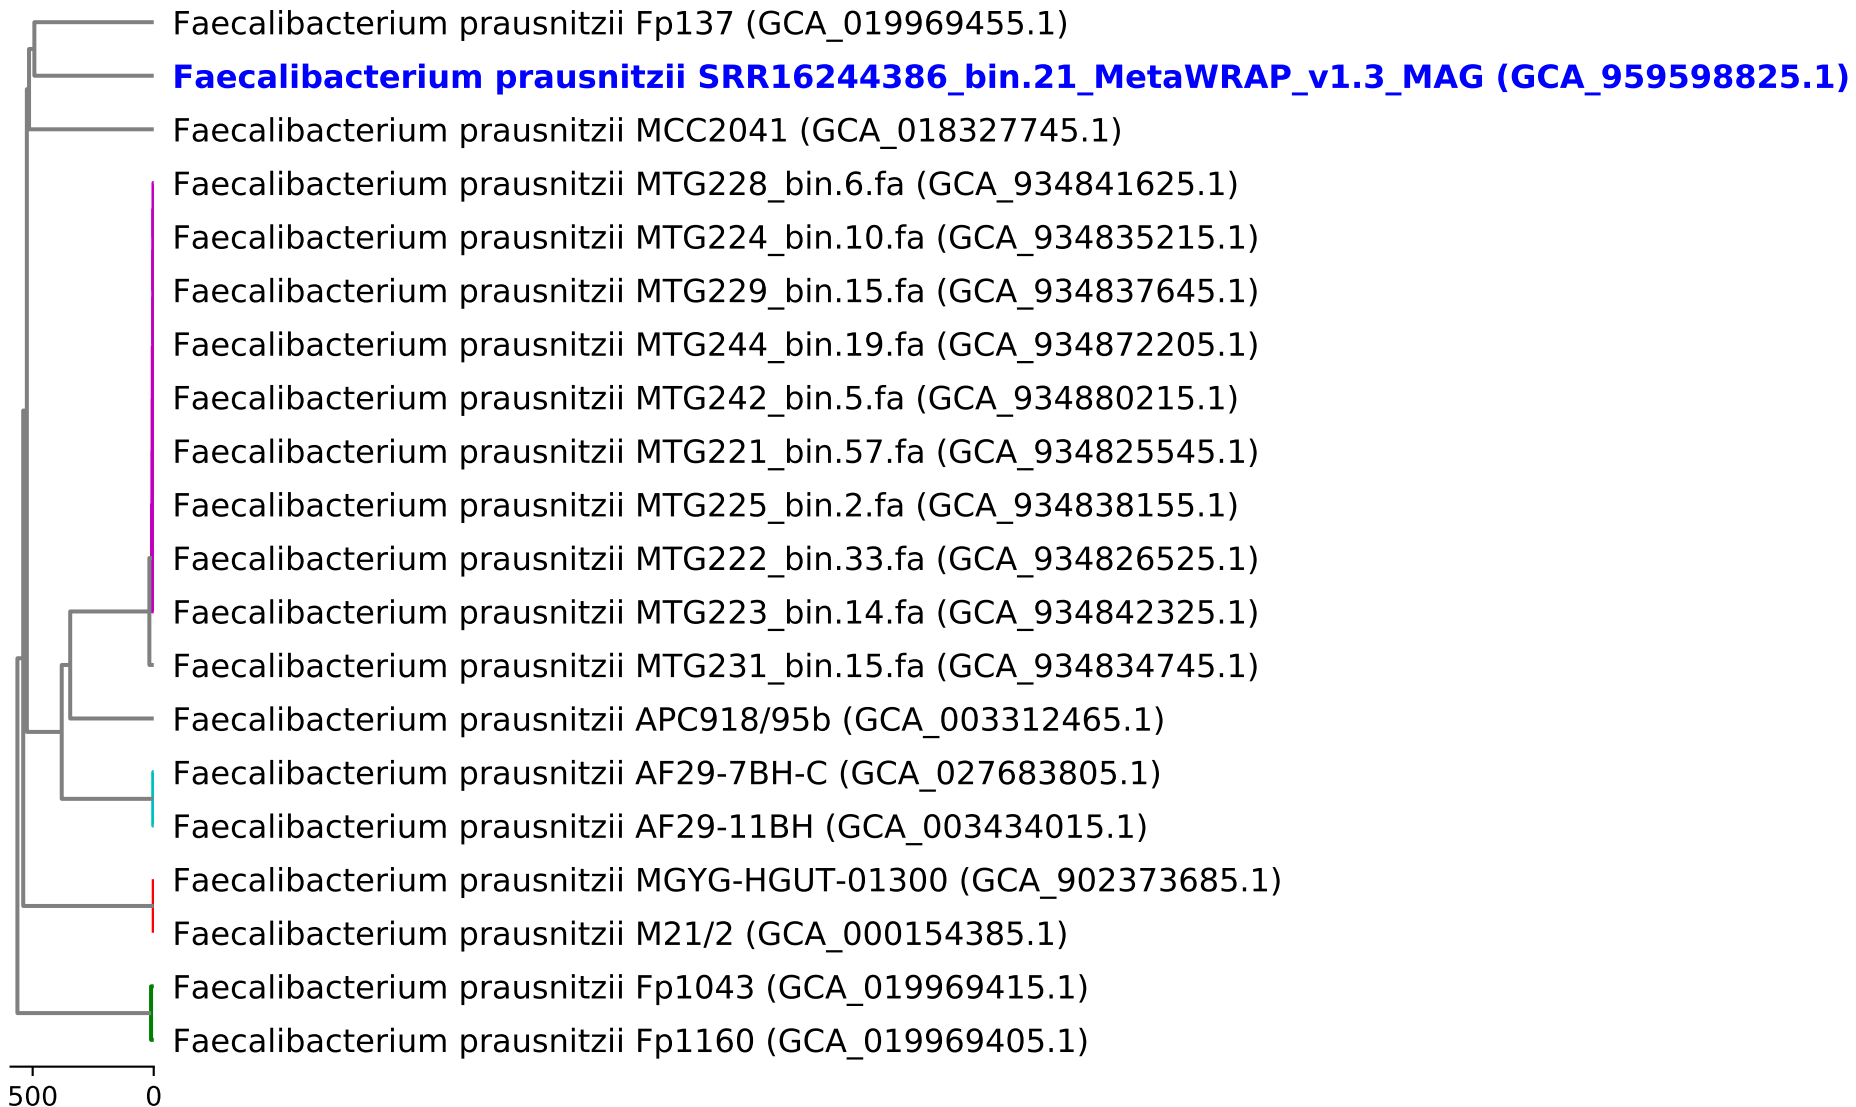 Faecalibacterium prausnitzii Fp137 (GCA_019969455.1)
Faecalibacterium prausnitzii SRR16244386_bin.21_MetaWRAP_v1.3_MAG (GCA_959598825.1)
Faecalibacterium prausnitzii MCC2041 (GCA_018327745.1)
Faecalibacterium prausnitzii MTG228_bin.6.fa (GCA_934841625.1)
Faecalibacterium prausnitzii MTG224_bin.10.fa (GCA_934835215.1)
Faecalibacterium prausnitzii MTG229_bin.15.fa (GCA_934837645.1)
Faecalibacterium prausnitzii MTG244_bin.19.fa (GCA_934872205.1)
Faecalibacterium prausnitzii MTG242_bin.5.fa (GCA_934880215.1)
Faecalibacterium prausnitzii MTG221_bin.57.fa (GCA_934825545.1)
Faecalibacterium prausnitzii MTG225_bin.2.fa (GCA_934838155.1)
Faecalibacterium prausnitzii MTG222_bin.33.fa (GCA_934826525.1)
Faecalibacterium prausnitzii MTG223_bin.14.fa (GCA_934842325.1)
Faecalibacterium prausnitzii MTG231_bin.15.fa (GCA_934834745.1)
Faecalibacterium prausnitzii APC918/95b (GCA_003312465.1)
Faecalibacterium prausnitzii AF29-7BH-C (GCA_027683805.1)
Faecalibacterium prausnitzii AF29-11BH (GCA_003434015.1)
Faecalibacterium prausnitzii MGYG-HGUT-01300 (GCA_902373685.1)
Faecalibacterium prausnitzii M21/2 (GCA_000154385.1)
Faecalibacterium prausnitzii Fp1043 (GCA_019969415.1)
Faecalibacterium prausnitzii Fp1160 (GCA_019969405.1)
500 0